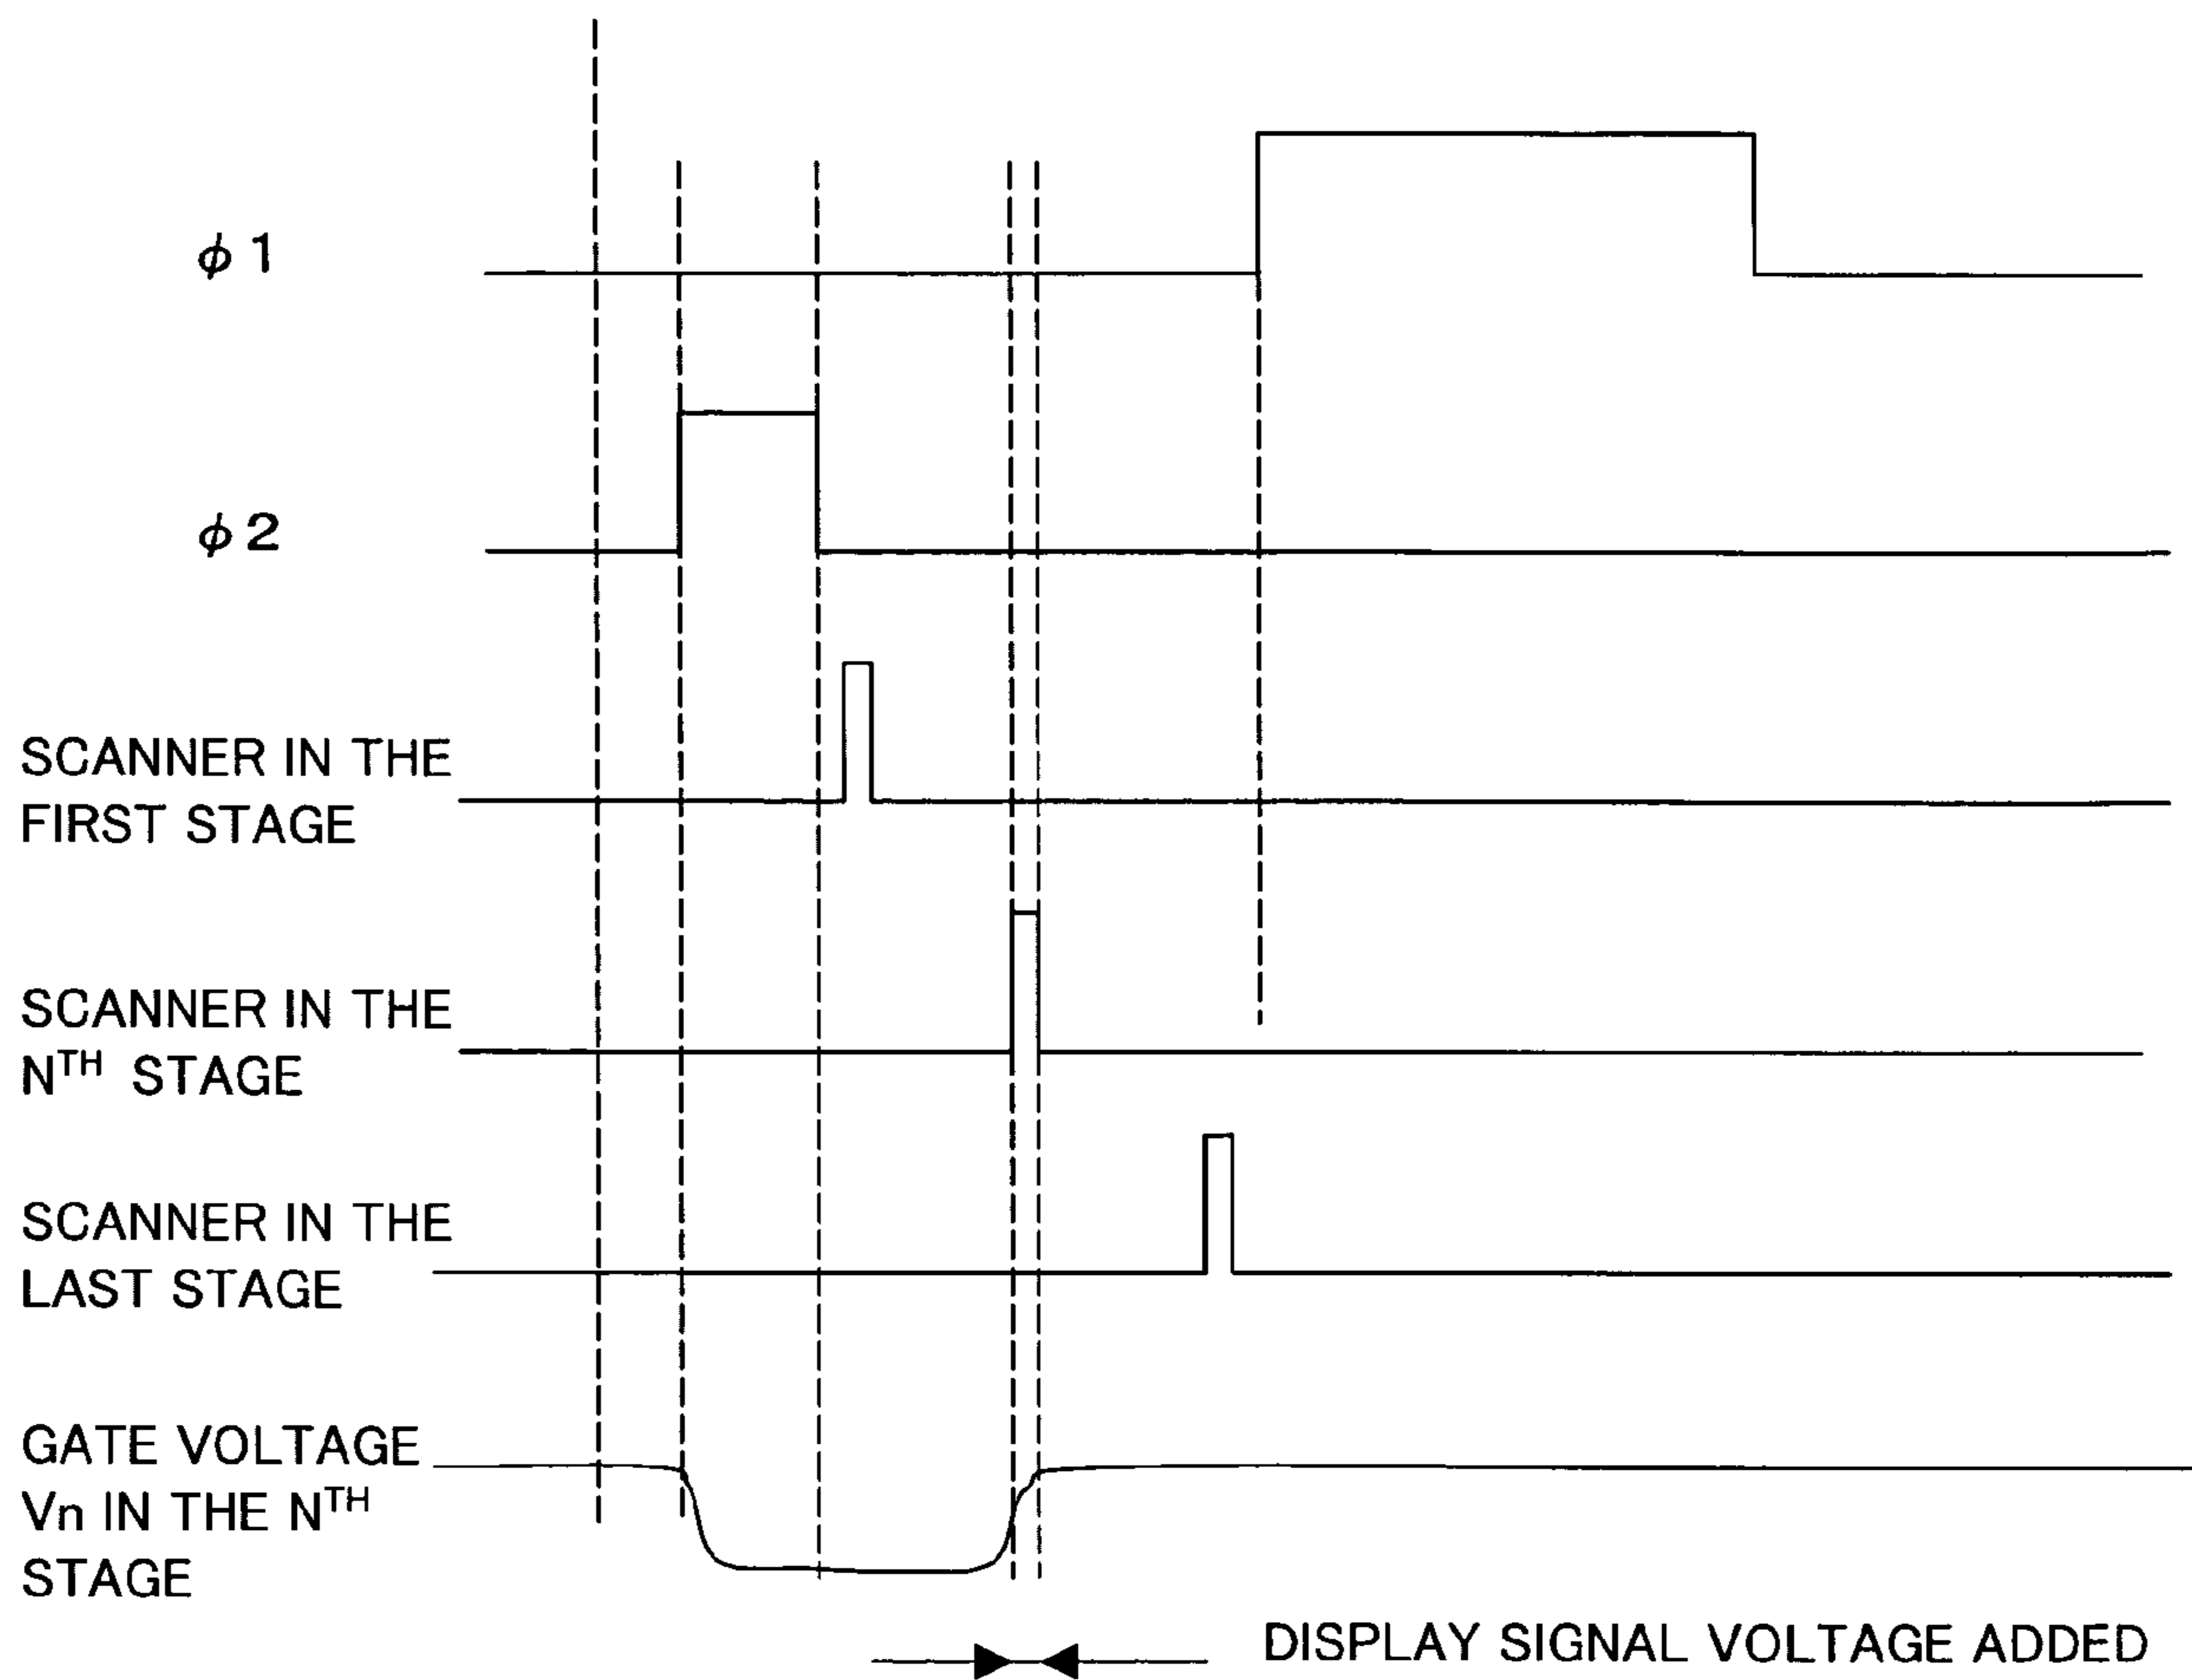 ϕ1
ϕ2
SCANNER IN THE
FIRST STAGE
SCANNER IN THE
NTH STAGE
SCANNER IN THE
LAST STAGE
GATE VOLTAGE
Vn IN THE NTH
STAGE
DISPLAY SIGNAL VOLTAGE ADDED